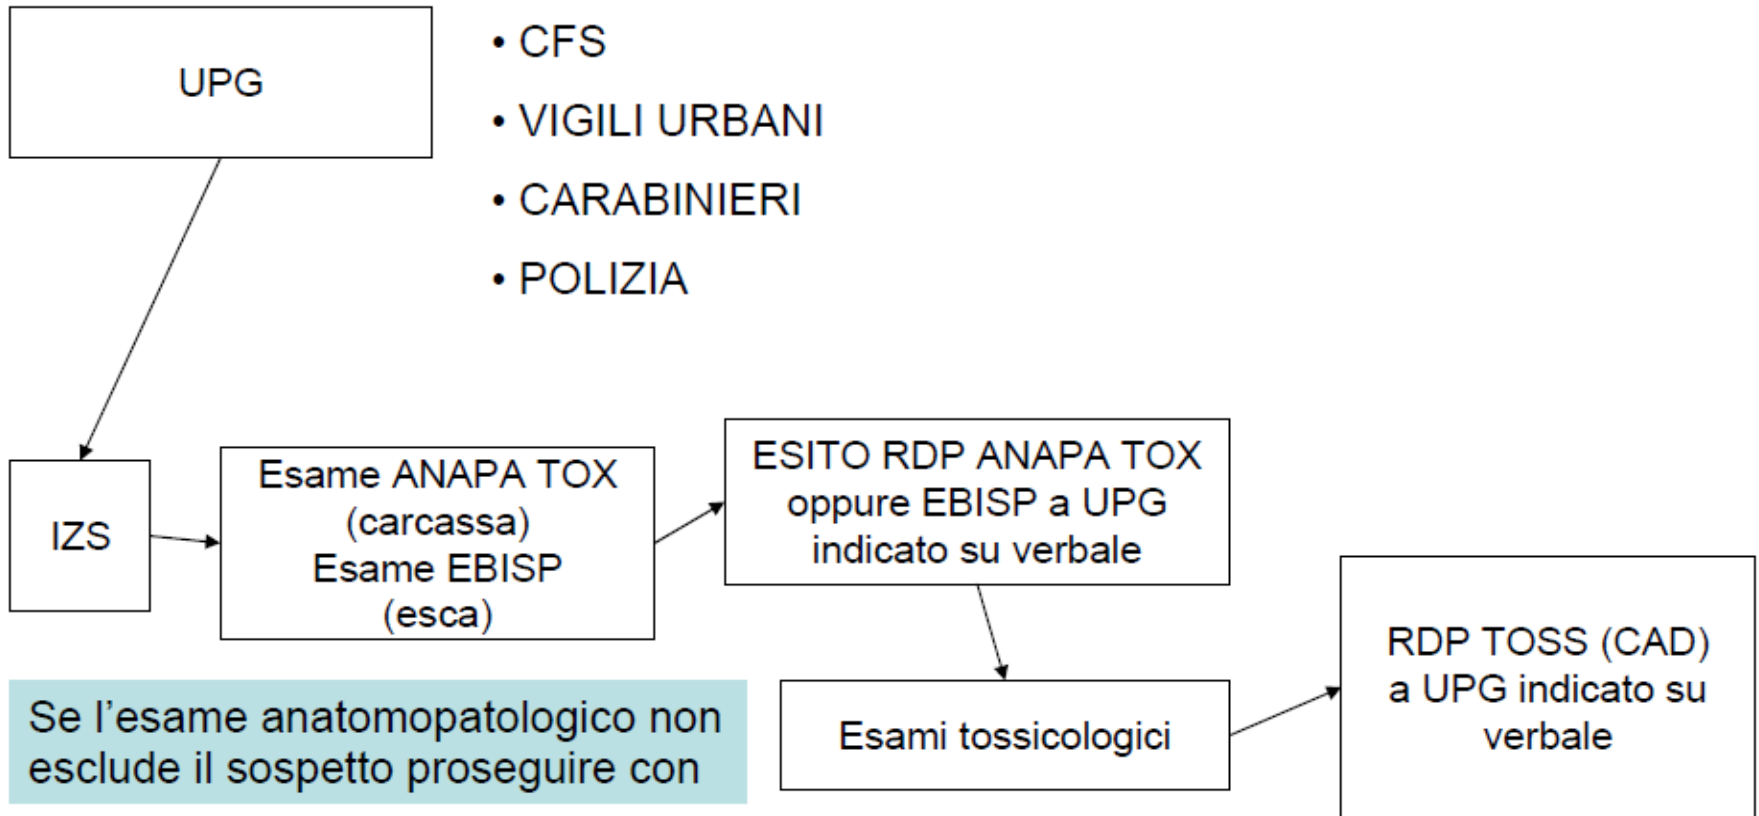 UPG
• CFS
• VIGILI URBANI
• CARABINIERI
• POLIZIA
IZS
Esame ANAPA TOX
(carcassa)
Esame EBISP
(esca)
ESITO RDP ANAPA TOX
oppure EBISP a UPG
indicato su verbale
Se l'esame anatomopatologico non
esclude il sospetto proseguire con
Esami tossicologici
RDP TOSS (CAD)
a UPG indicato su
verbale